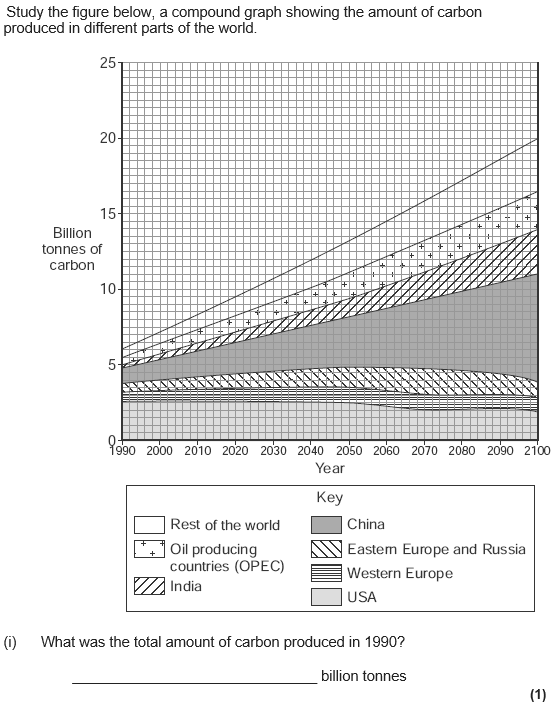 Study the figure below, a compound graph showing the amount of carbon
produced in different parts of the world.
25
20
15
Billion
tonnes of
carbon
10
5
0
1990 2000 2010 2020 2030 2040 2050 2060 2070 2080 2090 2100
Year
Key
Rest of the world
China
Oil producing
countries (OPEC)
Eastern Europe and Russia
India
Western Europe
USA
(i) What was the total amount of carbon produced in 1990?
_______________________________ billion tonnes
(1)